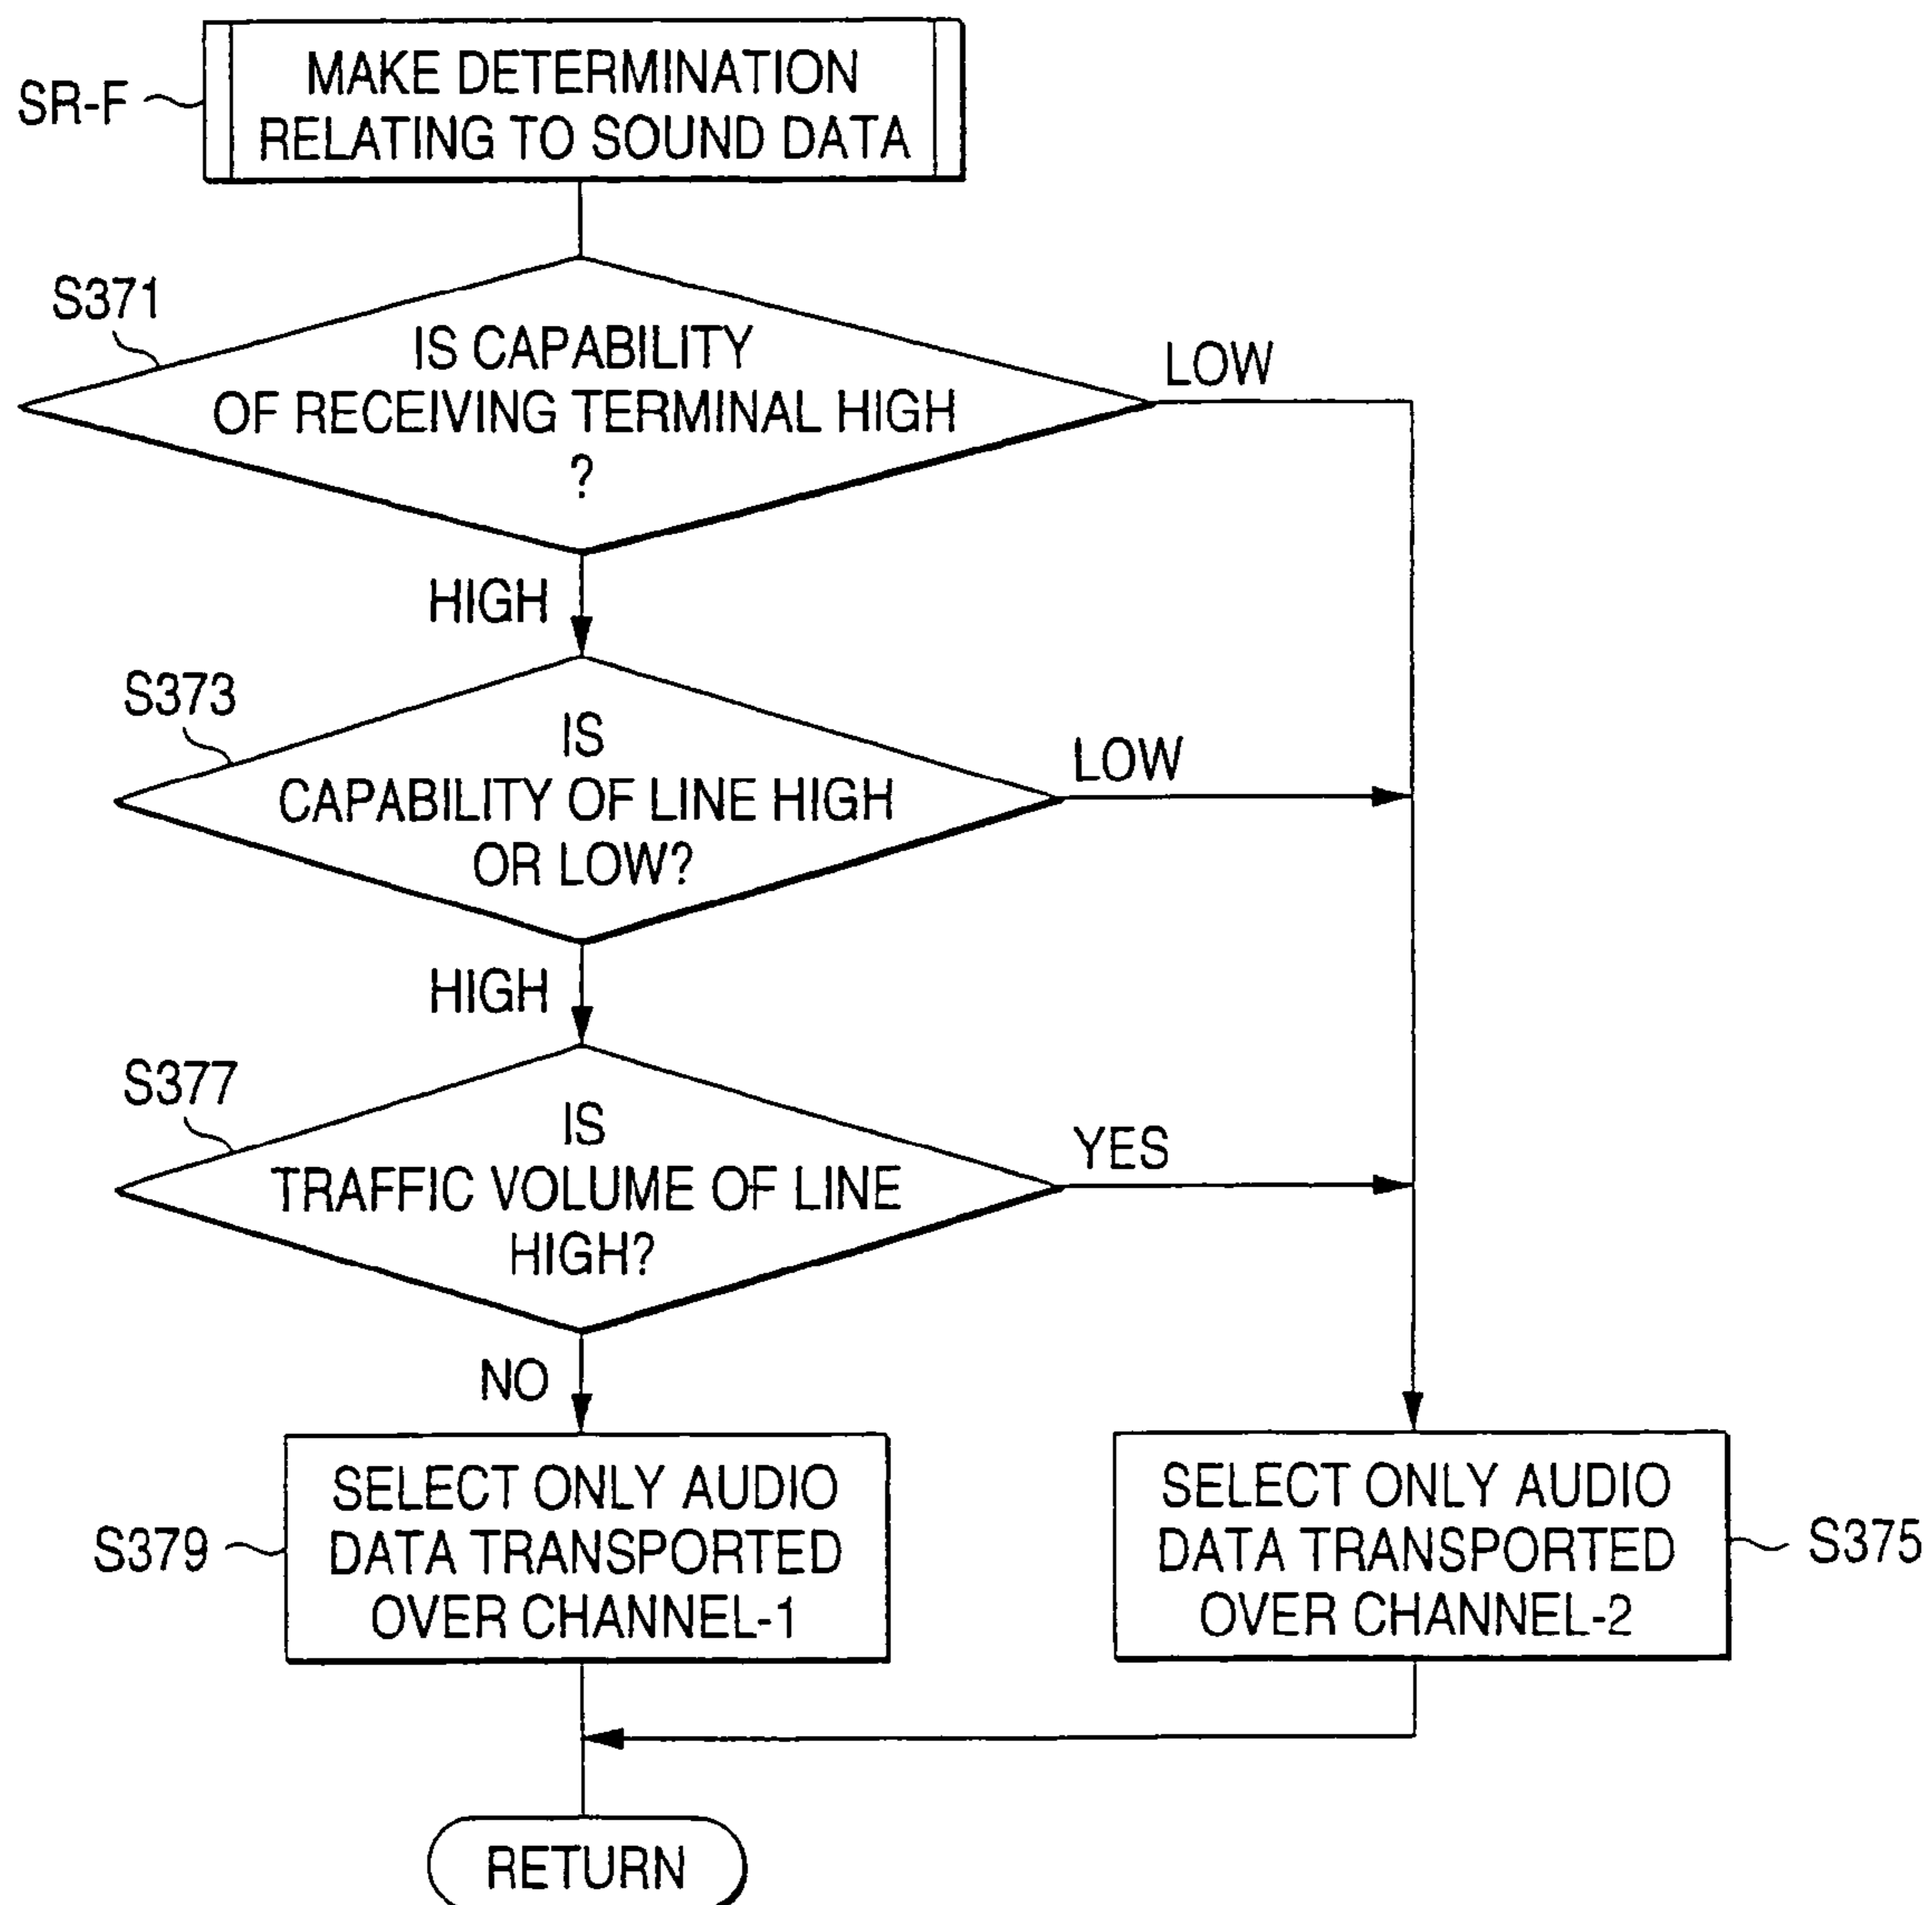 MAKE DETERMINATION
RELATING TO SOUND DATA
SR-F
S371
IS CAPABILITY
OF RECEIVING TERMINAL HIGH
?
LOW
HIGH
S373
IS
CAPABILITY OF LINE HIGH
OR LOW?
LOW
HIGH
S377
IS
TRAFFIC VOLUME OF LINE
HIGH?
YES
NO
SELECT ONLY AUDIO
DATA TRANSPORTED
OVER CHANNEL-1
S379
SELECT ONLY AUDIO
DATA TRANSPORTED
OVER CHANNEL-2
S375
RETURN